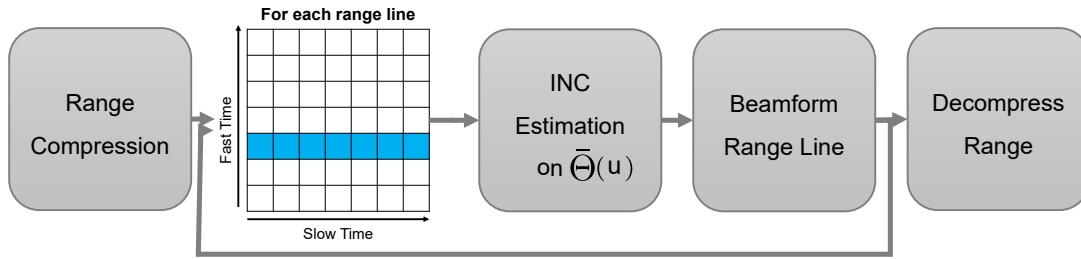 For each range line
Range
Compression
Fast Time
Slow Time
INC
Estimation
on Θ̄(u)
Beamform
Range Line
Decompress
Range